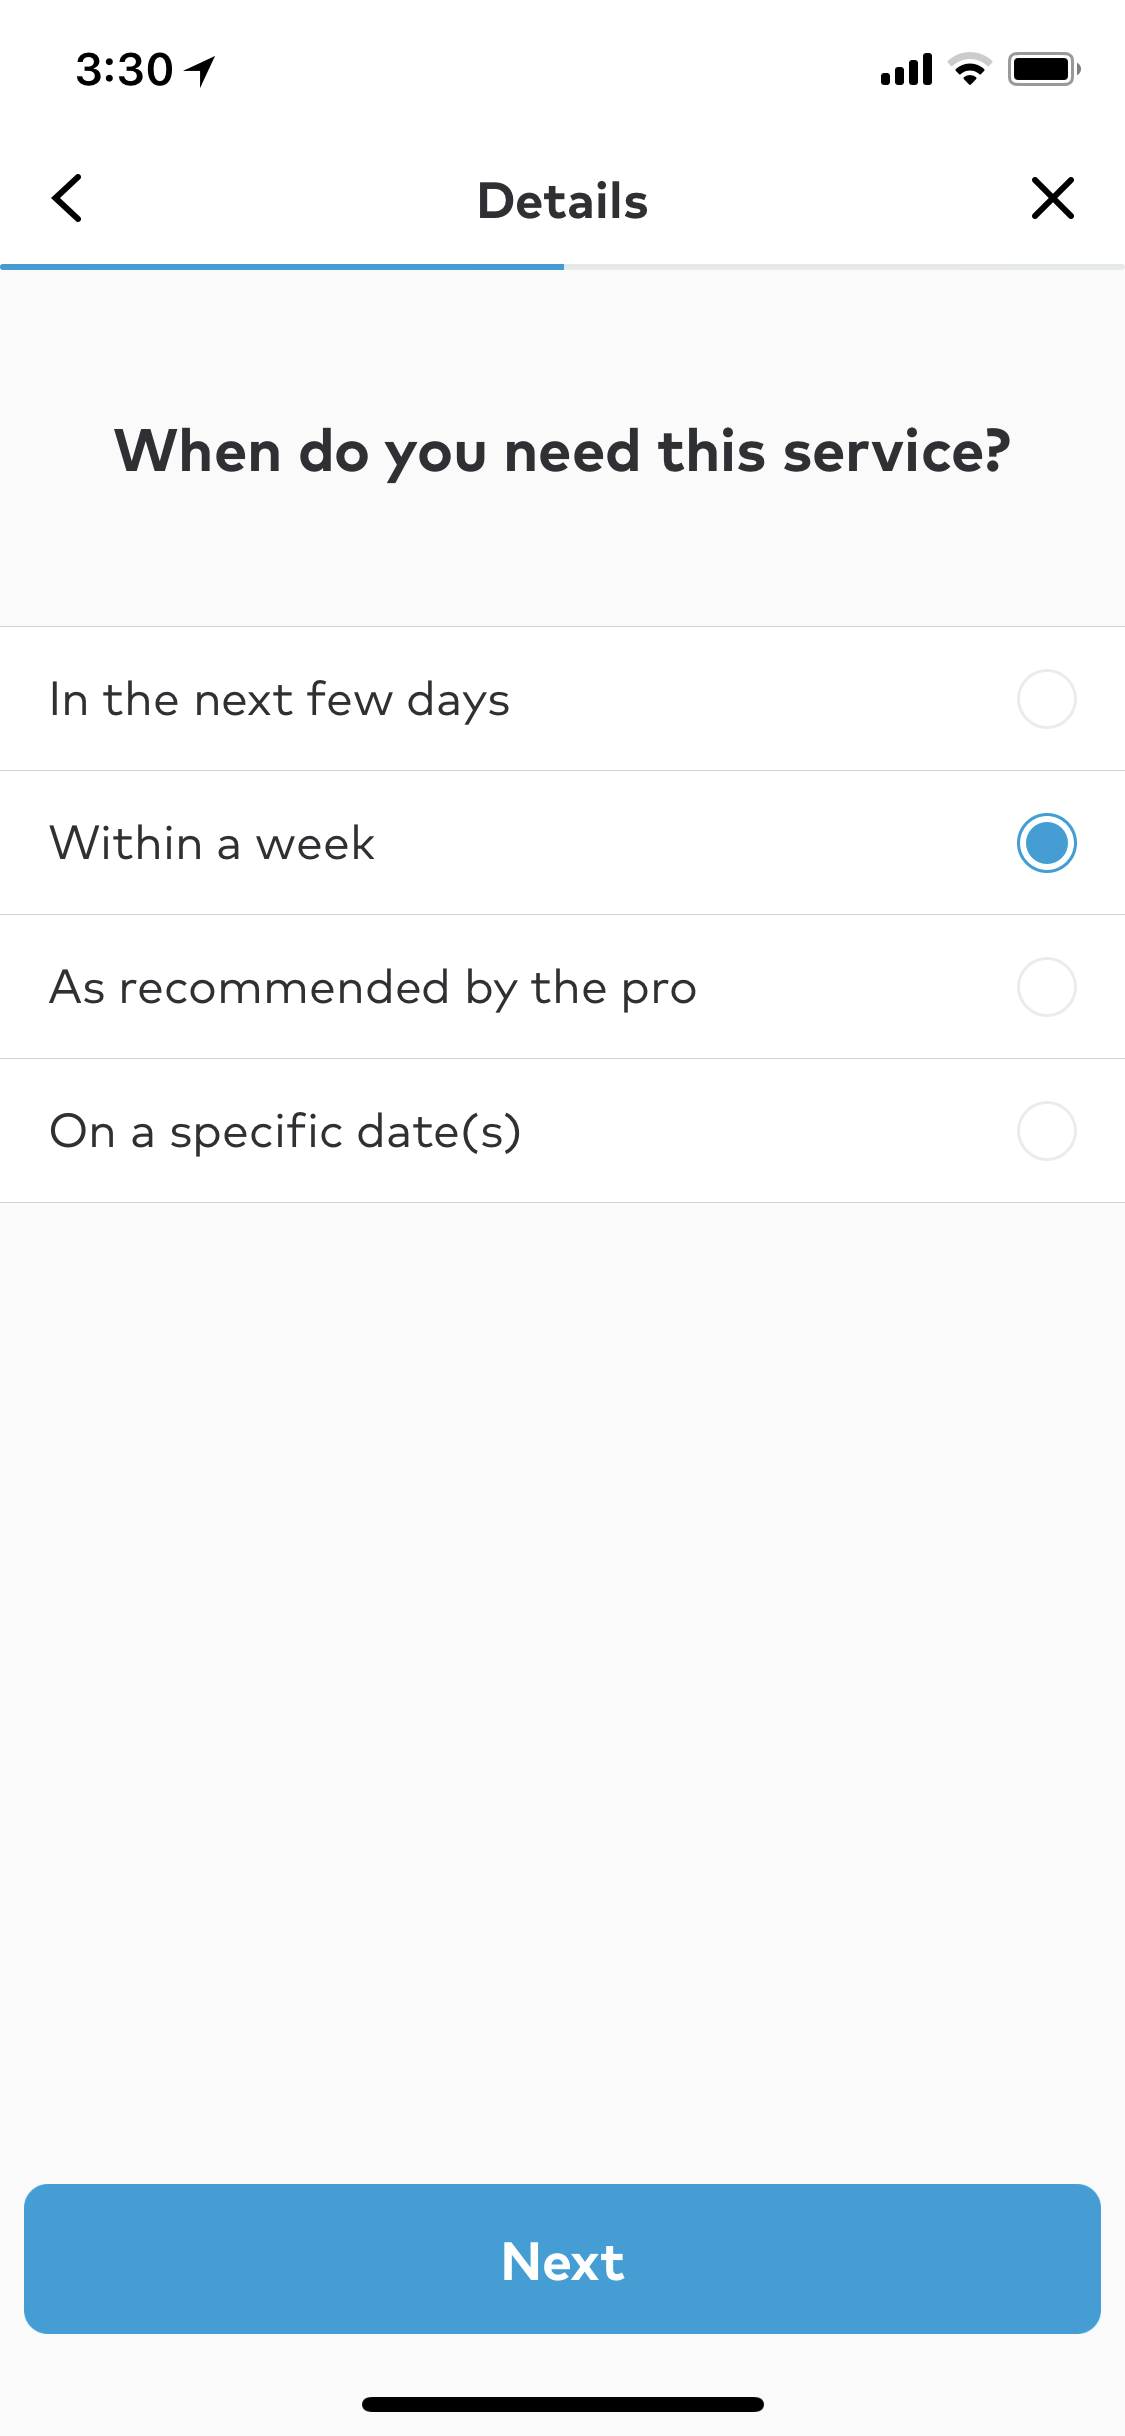 3:30
Details
When do you need this service?
In the next few days
Within a week
As recommended by the pro
On a specific date(s)
Next